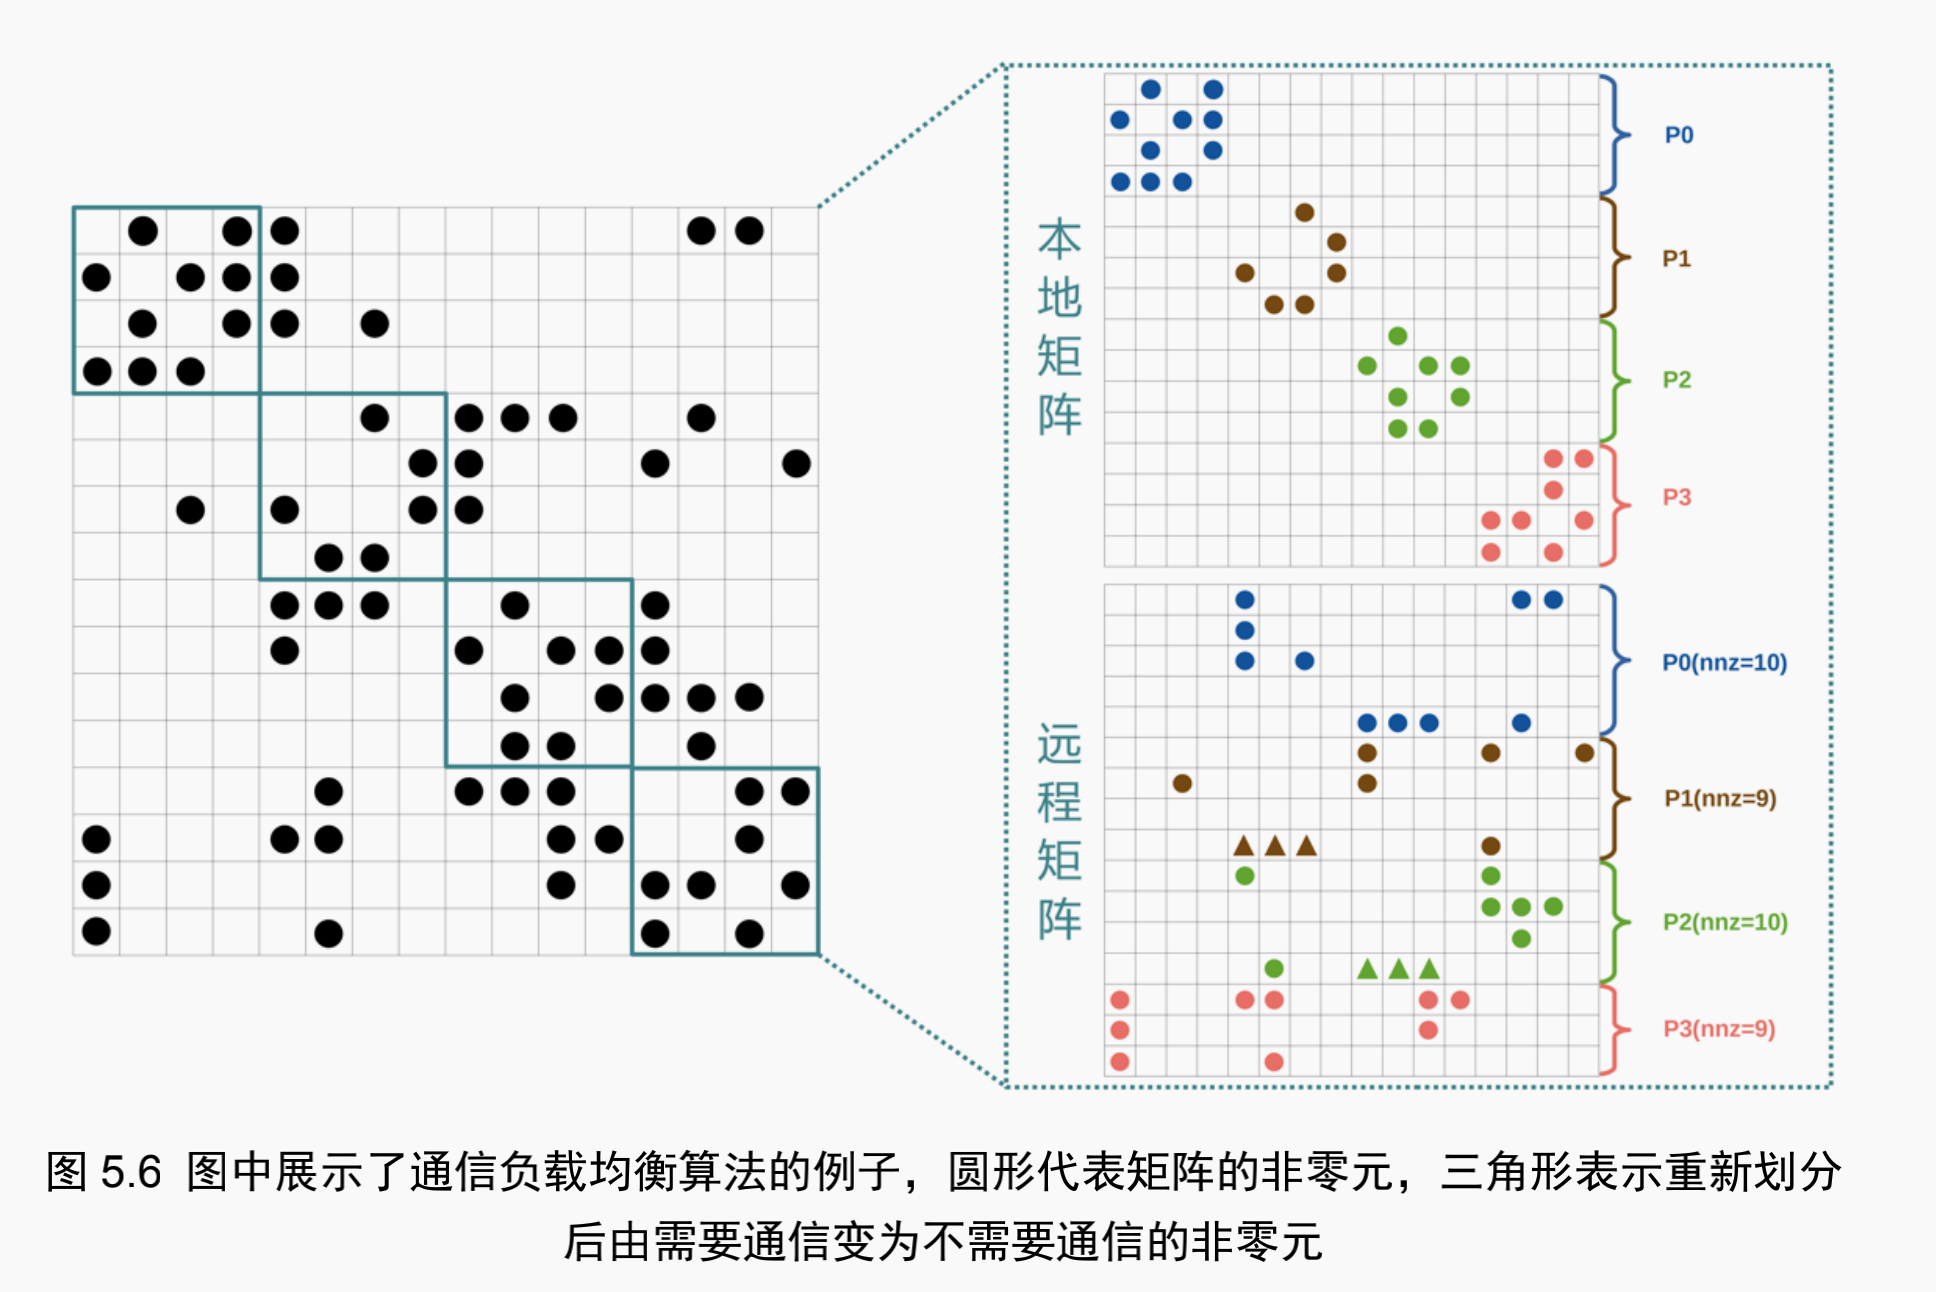 本地矩阵
P0
P1
P2
P3
远程矩阵
P0(nnz=10)
P1(nnz=9)
P2(nnz=10)
P3(nnz=9)
图 5.6 图中展示了通信负载均衡算法的例子，圆形代表矩阵的非零元，三角形表示重新划分
后由需要通信变为不需要通信的非零元